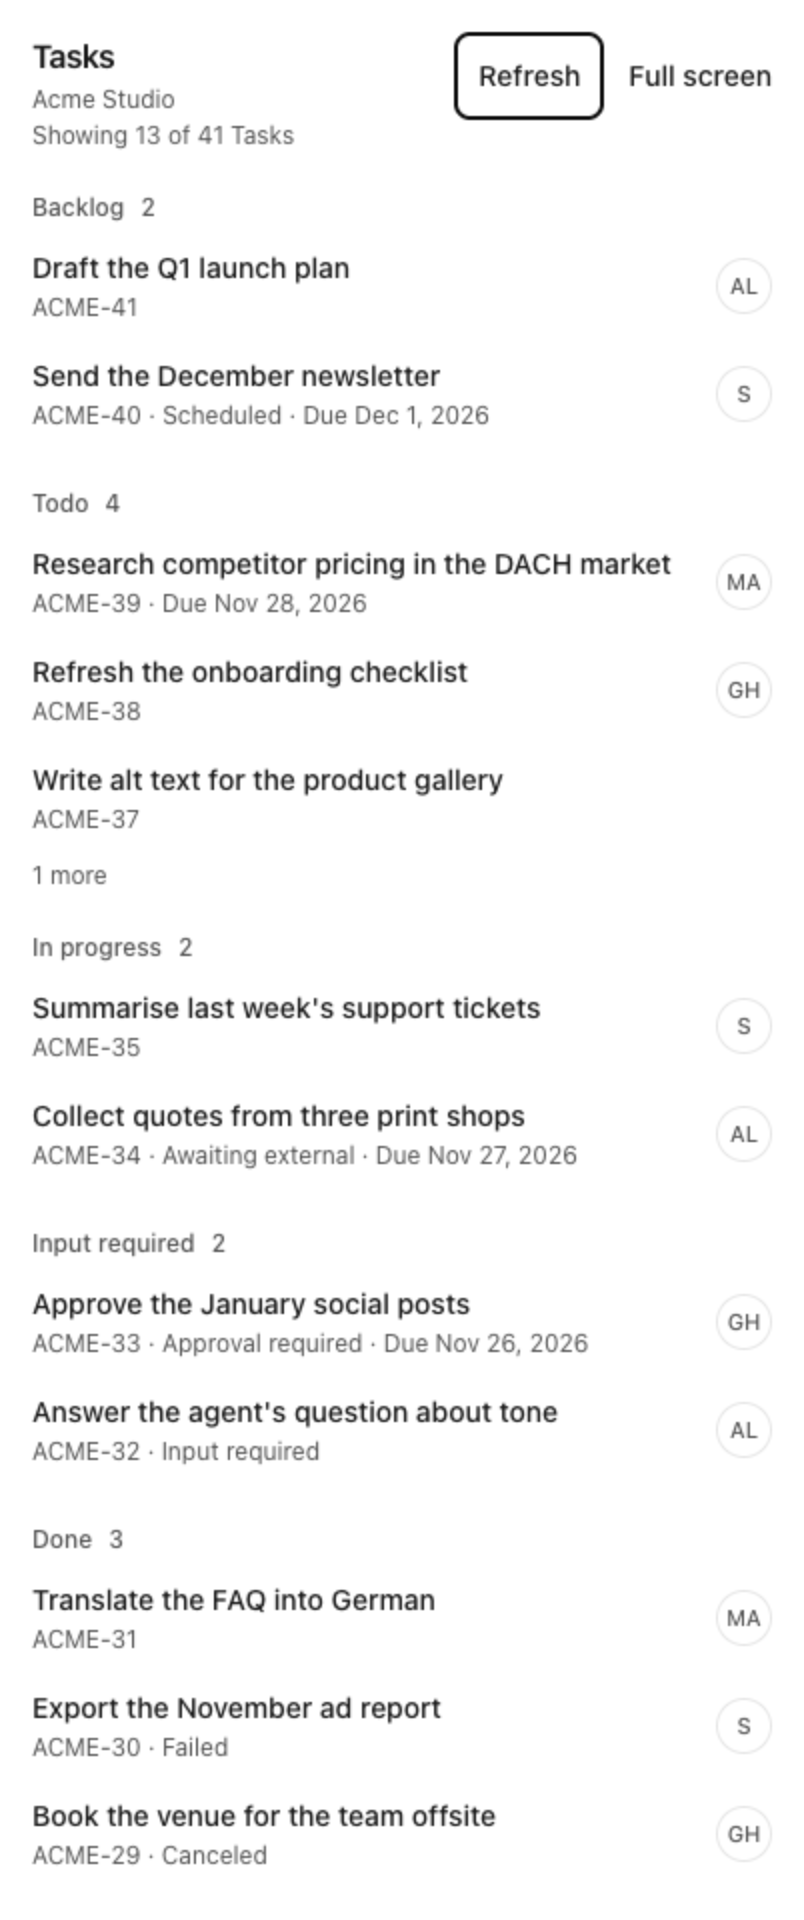 Tasks
Refresh
Full screen
Acme Studio
Showing 13 of 41 Tasks
Backlog 2
Draft the Q1 launch plan
ACME-41
AL
Send the December newsletter
ACME-40 · Scheduled · Due Dec 1, 2026
S
Todo 4
Research competitor pricing in the DACH market
ACME-39 · Due Nov 28, 2026
MA
Refresh the onboarding checklist
ACME-38
GH
Write alt text for the product gallery
ACME-37
1 more
In progress 2
Summarise last week's support tickets
ACME-35
S
Collect quotes from three print shops
ACME-34 · Awaiting external · Due Nov 27, 2026
AL
Input required 2
Approve the January social posts
ACME-33 · Approval required · Due Nov 26, 2026
GH
Answer the agent's question about tone
ACME-32 · Input required
AL
Done 3
Translate the FAQ into German
ACME-31
MA
Export the November ad report
ACME-30 · Failed
S
Book the venue for the team offsite
ACME-29 · Canceled
GH